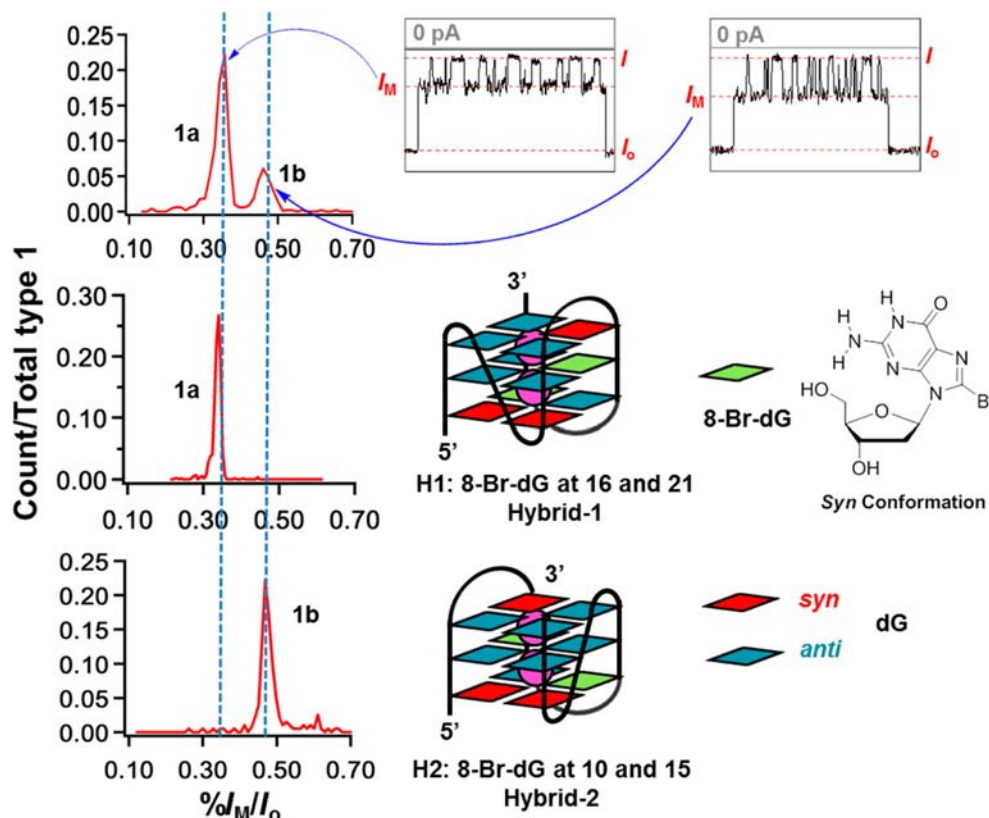 Count/Total type 1
0.25
0.20
0.15
0.10
0.05
0.00
1a
1b
0.10 0.30 0.50 0.70
0 pA
I
IM
Io
0 pA
I
IM
Io
0.30
0.20
0.10
0.00
1a
0.10 0.30 0.50 0.70
3’
5’
H1: 8-Br-dG at 16 and 21
Hybrid-1
8-Br-dG
H
O
H
N
N
N
H
N
N
B
HO
O
OH
Syn Conformation
0.25
0.20
0.15
0.10
0.05
0.00
1b
0.10 0.30 0.50 0.70
%IM/Io
3’
5’
H2: 8-Br-dG at 10 and 15
Hybrid-2
syn
anti
dG